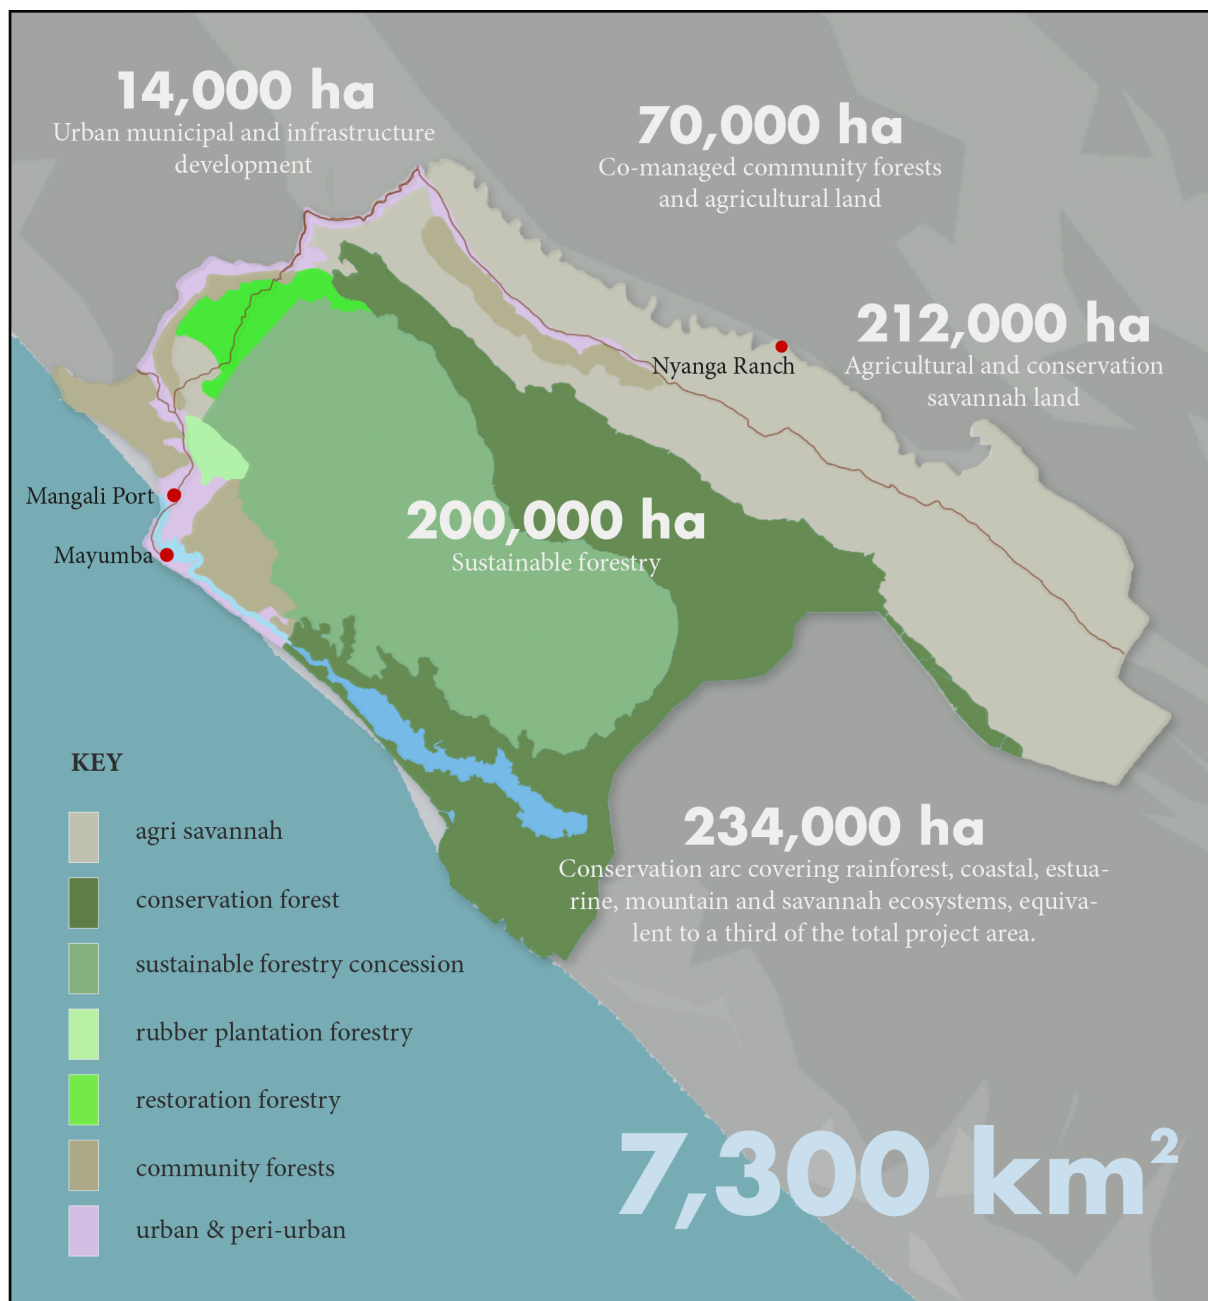 14,000 ha
Urban municipal and infrastructure
development
70,000 ha
Co-managed community forests
and agricultural land
212,000 ha
Agricultural and conservation
savannah land
Nyanga Ranch
Mangali Port
Mayumba
200,000 ha
Sustainable forestry
234,000 ha
Conservation arc covering rainforest, coastal, estua-
rine, mountain and savannah ecosystems, equiva-
lent to a third of the total project area.
KEY
agri savannah
conservation forest
sustainable forestry concession
rubber plantation forestry
restoration forestry
community forests
urban & peri-urban
7,300 km²